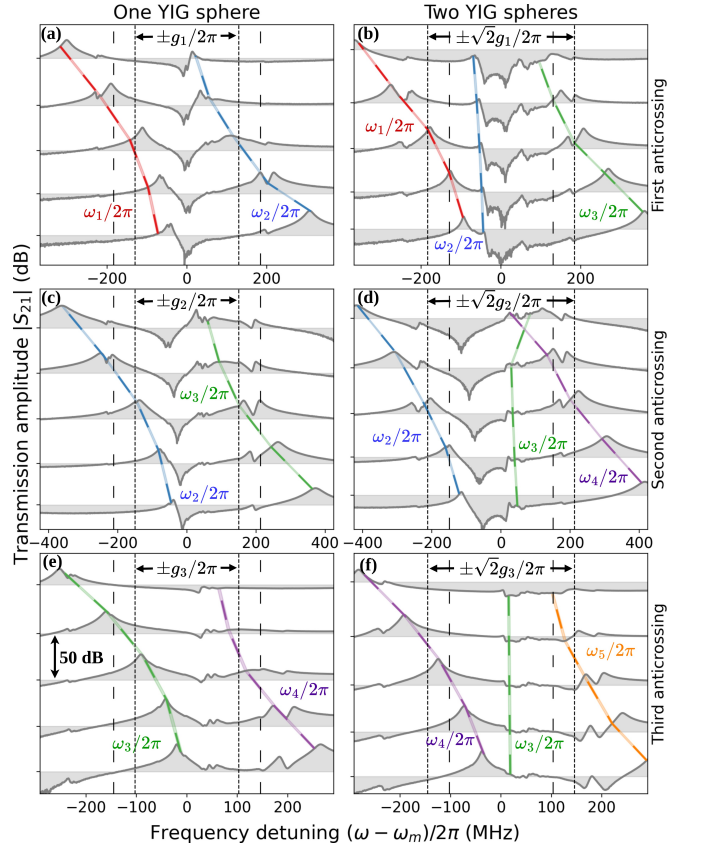 One YIG sphere
Two YIG spheres
(a)
±g₁/2π
ω₁/2π
ω₂/2π
−200
0
200
(b)
±√2g₁/2π
ω₁/2π
ω₂/2π
ω₃/2π
−200
0
200
First anticrossing
(c)
±g₂/2π
ω₃/2π
ω₂/2π
−400
−200
0
200
400
(d)
±√2g₂/2π
ω₂/2π
ω₃/2π
ω₄/2π
−400
−200
0
200
400
Second anticrossing
(e)
±g₃/2π
50 dB
ω₄/2π
ω₃/2π
−200
−100
0
100
200
(f)
±√2g₃/2π
ω₅/2π
ω₄/2π
ω₃/2π
−200
−100
0
100
200
Third anticrossing
Transmission amplitude |S₂₁| (dB)
Frequency detuning (ω − ωₘ)/2π (MHz)